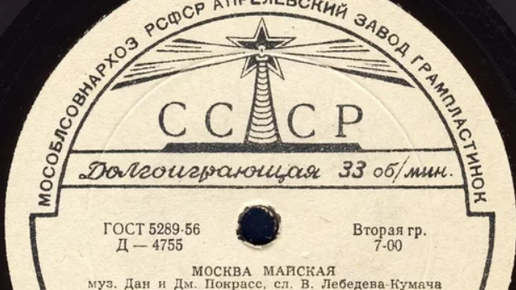 МОСОБЛСОВНАРХОЗ РСФСР АПРЕЛЕВСКИЙ ЗАВОД ГРАМПЛАСТИНОК
СССР
Долгоиграющая 33 об/мин.
ГОСТ 5289-56
Д — 4755
Вторая гр.
7-00
МОСКВА МАЙСКАЯ
муз. Дан и Дм. Покрасс, сл. В. Лебедева-Кумача